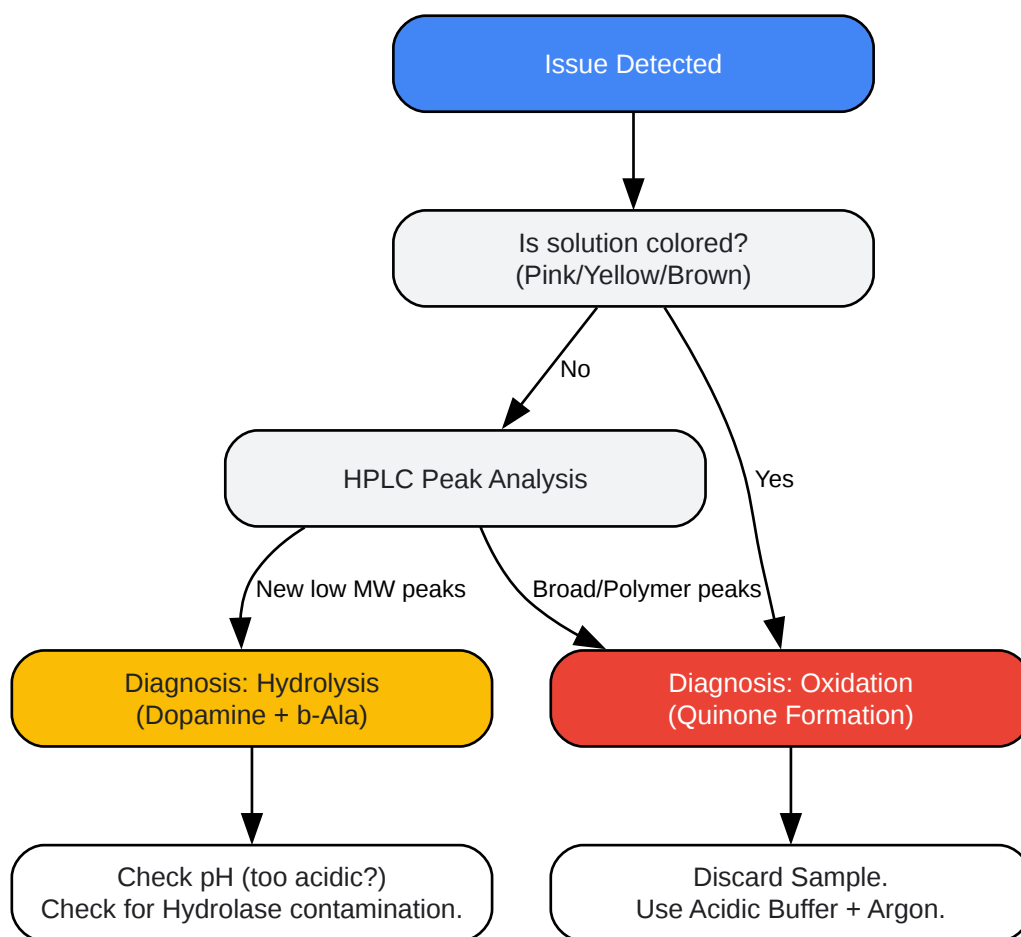 Issue Detected
Is solution colored?
(Pink/Yellow/Brown)
No
Yes
HPLC Peak Analysis
New low MW peaks
Broad/Polymer peaks
Diagnosis: Hydrolysis
(Dopamine + b-Ala)
Diagnosis: Oxidation
(Quinone Formation)
Check pH (too acidic?)
Check for Hydrolase contamination.
Discard Sample.
Use Acidic Buffer + Argon.